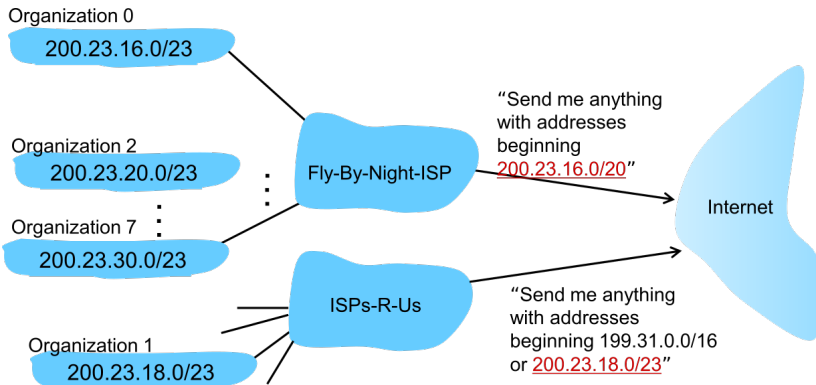 Organization 0
200.23.16.0/23
Organization 2
200.23.20.0/23
Organization 7
200.23.30.0/23
Fly-By-Night-ISP
“Send me anything
with addresses
beginning
200.23.16.0/20”
Internet
ISPs-R-Us
Organization 1
200.23.18.0/23
“Send me anything
with addresses
beginning 199.31.0.0/16
or 200.23.18.0/23”